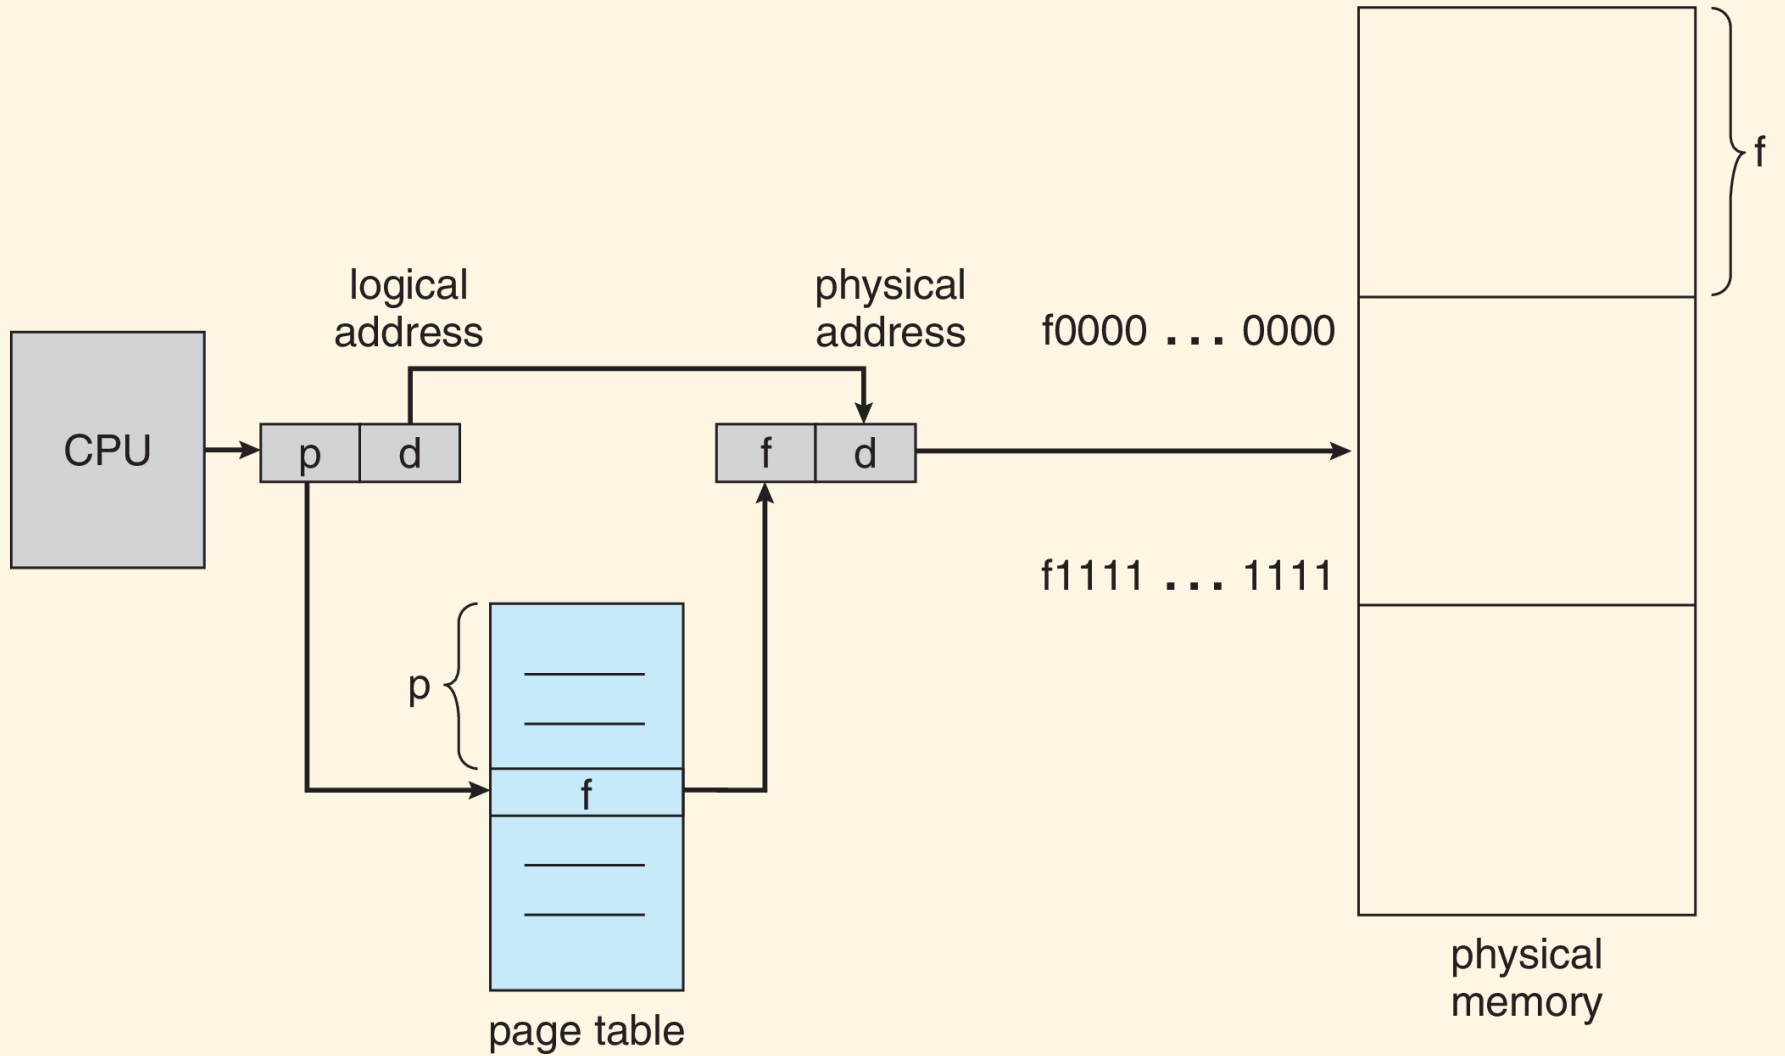 f
logical
address
physical
address
f0000 ... 0000
CPU
p
d
f
d
f1111 ... 1111
p
f
physical
memory
page table